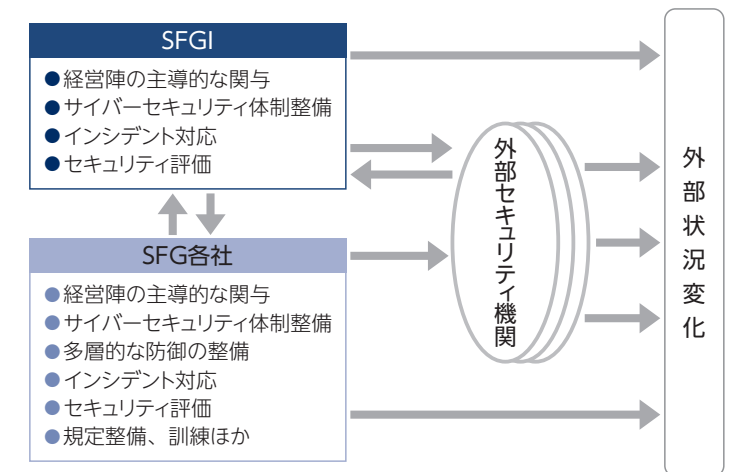 SFGI
●経営陣の主導的な関与
●サイバーセキュリティ体制整備
●インシデント対応
●セキュリティ評価
SFG各社
●経営陣の主導的な関与
●サイバーセキュリティ体制整備
●多層的な防御の整備
●インシデント対応
●セキュリティ評価
●規定整備、訓練ほか
外部セキュリティ機関
外部状況変化